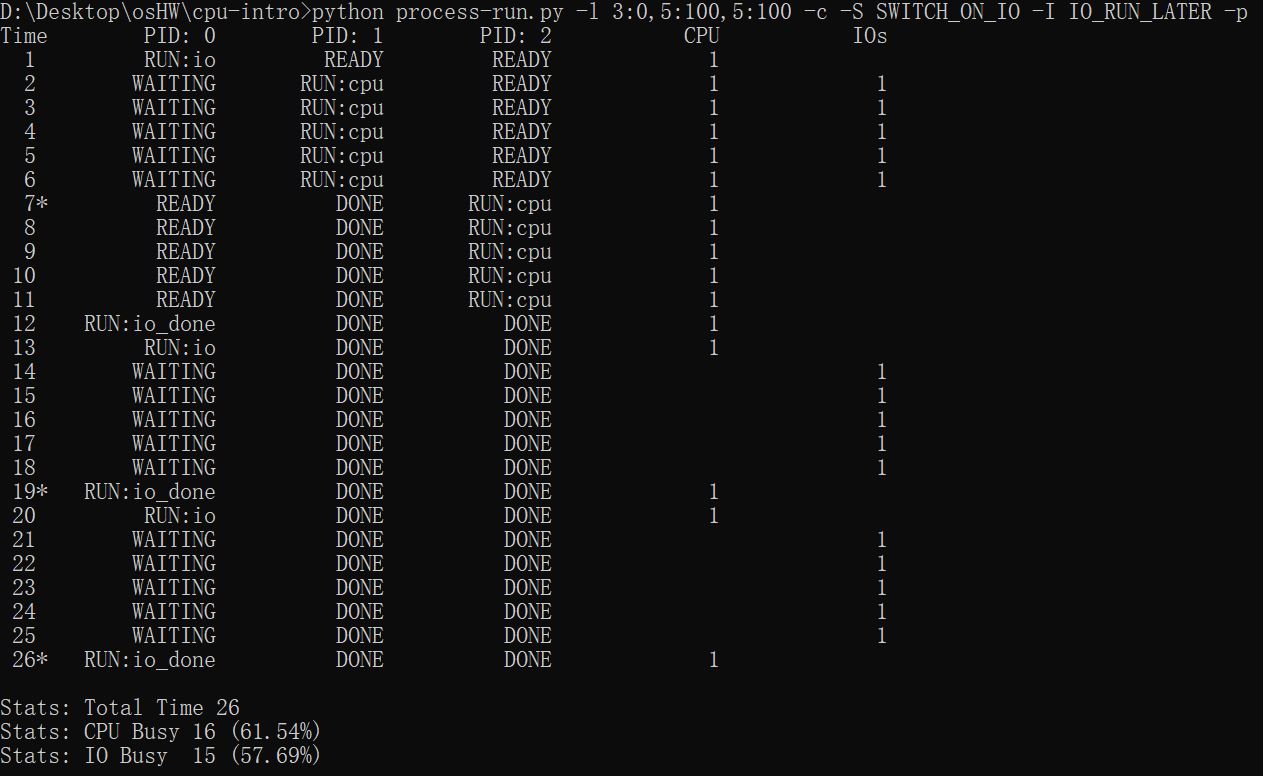 D:\Desktop\osHW\cpu-intro>python process-run.py -l 3:0,5:100,5:100 -c -S SWITCH_ON_IO -I IO_RUN_LATER -p
Time        PID: 0        PID: 1        PID: 2           CPU           IOs
  1         RUN:io         READY         READY             1
  2        WAITING       RUN:cpu         READY             1             1
  3        WAITING       RUN:cpu         READY             1             1
  4        WAITING       RUN:cpu         READY             1             1
  5        WAITING       RUN:cpu         READY             1             1
  6        WAITING       RUN:cpu         READY             1             1
  7*         READY          DONE       RUN:cpu             1
  8          READY          DONE       RUN:cpu             1
  9          READY          DONE       RUN:cpu             1
 10          READY          DONE       RUN:cpu             1
 11          READY          DONE       RUN:cpu             1
 12    RUN:io_done          DONE          DONE             1
 13         RUN:io          DONE          DONE             1
 14        WAITING          DONE          DONE                           1
 15        WAITING          DONE          DONE                           1
 16        WAITING          DONE          DONE                           1
 17        WAITING          DONE          DONE                           1
 18        WAITING          DONE          DONE                           1
 19*   RUN:io_done          DONE          DONE             1
 20         RUN:io          DONE          DONE             1
 21        WAITING          DONE          DONE                           1
 22        WAITING          DONE          DONE                           1
 23        WAITING          DONE          DONE                           1
 24        WAITING          DONE          DONE                           1
 25        WAITING          DONE          DONE                           1
 26*   RUN:io_done          DONE          DONE             1
Stats: Total Time 26
Stats: CPU Busy 16 (61.54%)
Stats: IO Busy  15 (57.69%)